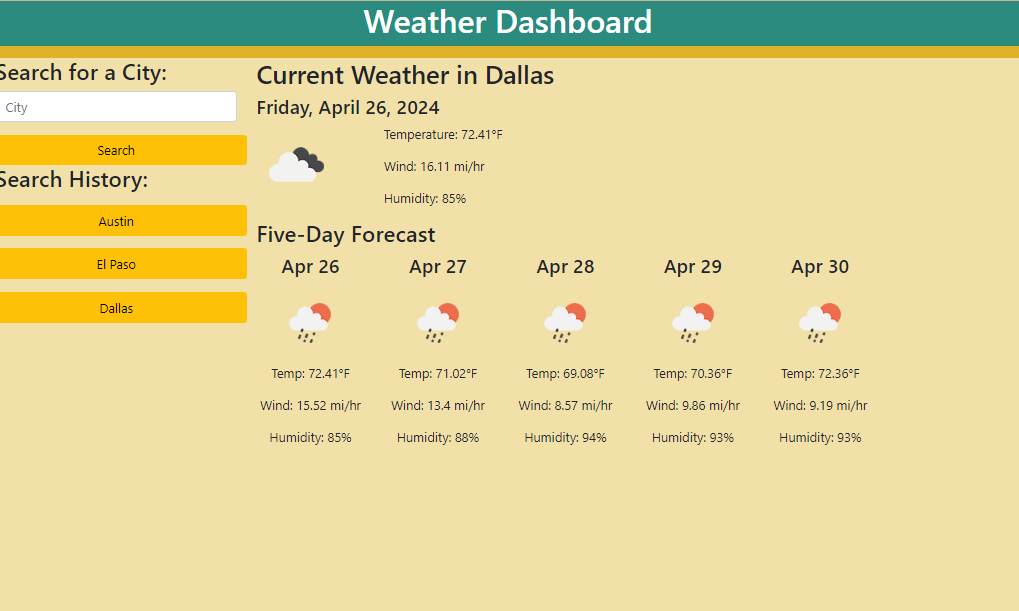 Weather Dashboard
Search for a City:
City
Search
Search History:
Austin
El Paso
Dallas
Current Weather in Dallas
Friday, April 26, 2024
Temperature: 72.41°F
Wind: 16.11 mi/hr
Humidity: 85%
Five-Day Forecast
Apr 26 Apr 27 Apr 28 Apr 29 Apr 30
Temp: 72.41°F Temp: 71.02°F Temp: 69.08°F Temp: 70.36°F Temp: 72.36°F
Wind: 15.52 mi/hr Wind: 13.4 mi/hr Wind: 8.57 mi/hr Wind: 9.86 mi/hr Wind: 9.19 mi/hr
Humidity: 85% Humidity: 88% Humidity: 94% Humidity: 93% Humidity: 93%